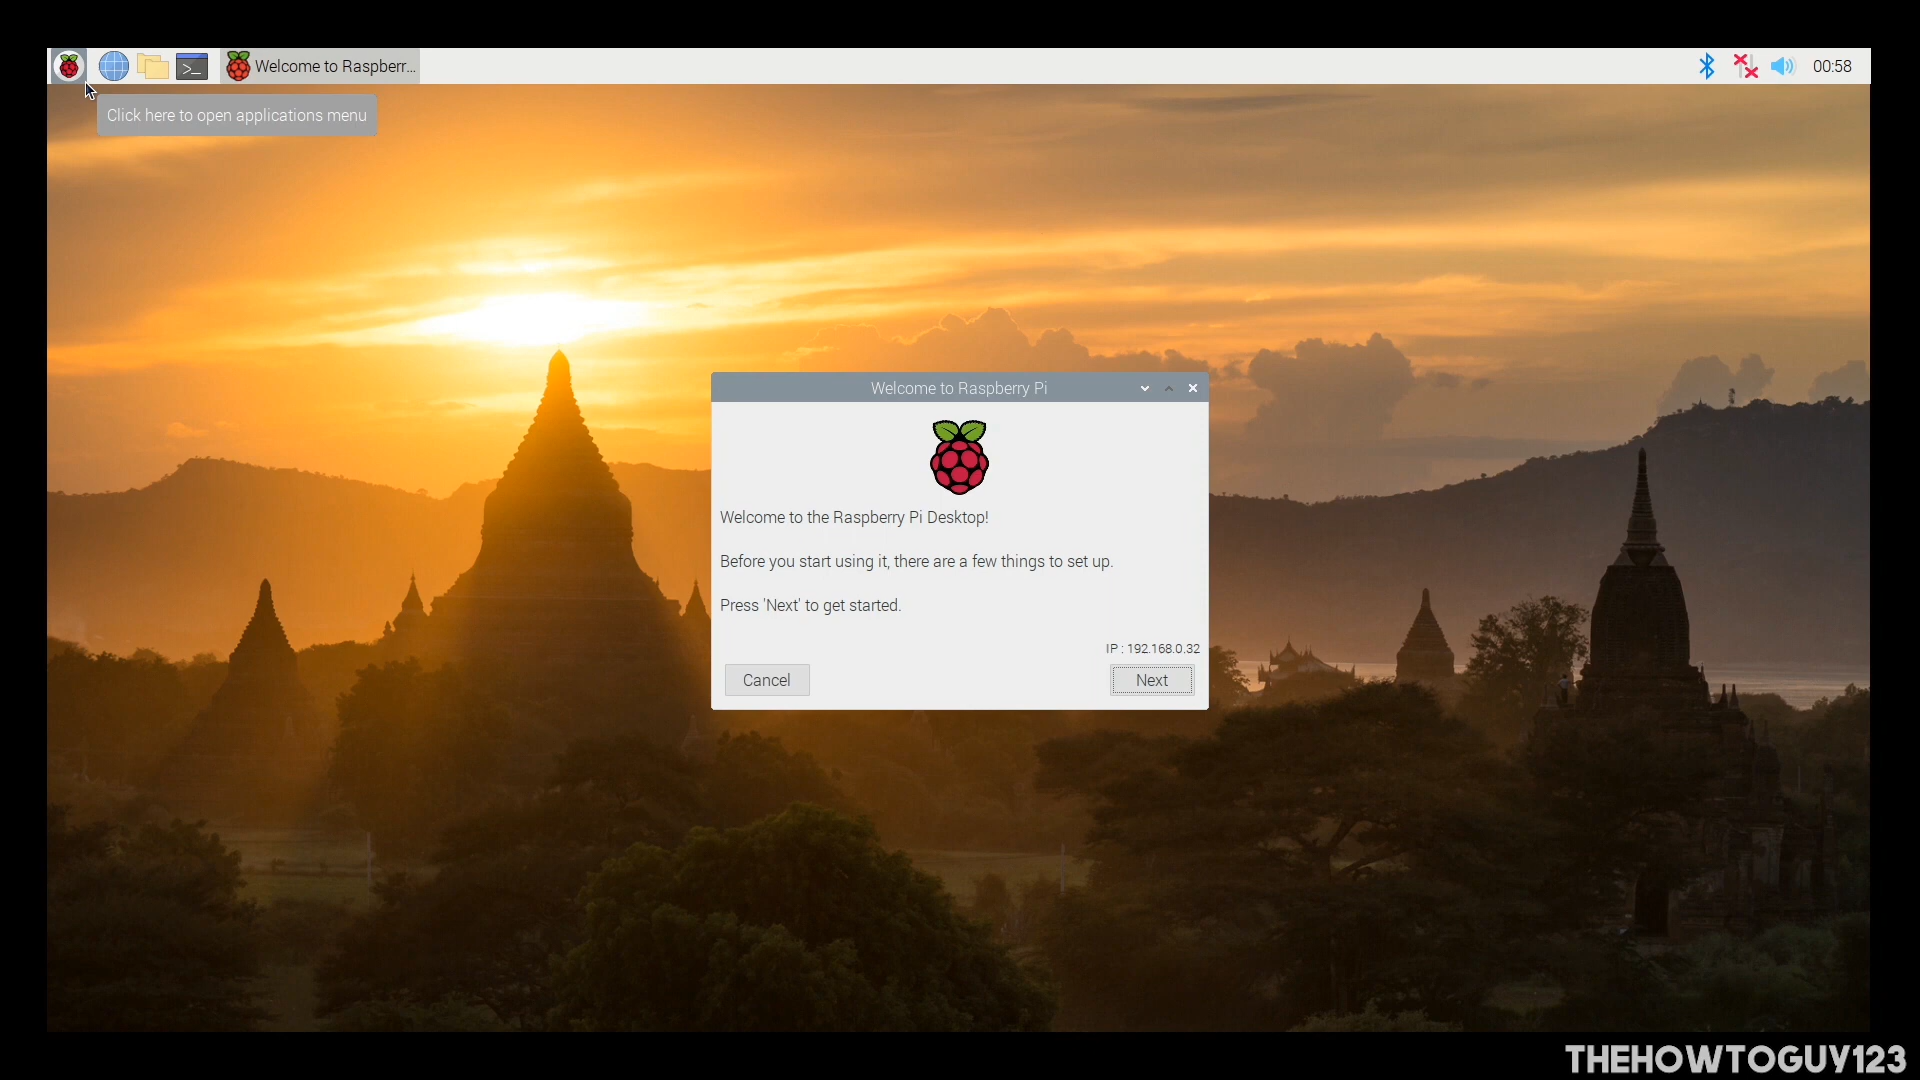 Welcome to Raspberr...
00:58
Click here to open applications menu
Welcome to Raspberry Pi
Welcome to the Raspberry Pi Desktop!
Before you start using it, there are a few things to set up.
Press 'Next' to get started.
IP : 192.168.0.32
Cancel
Next
THEHOWTOGUY123